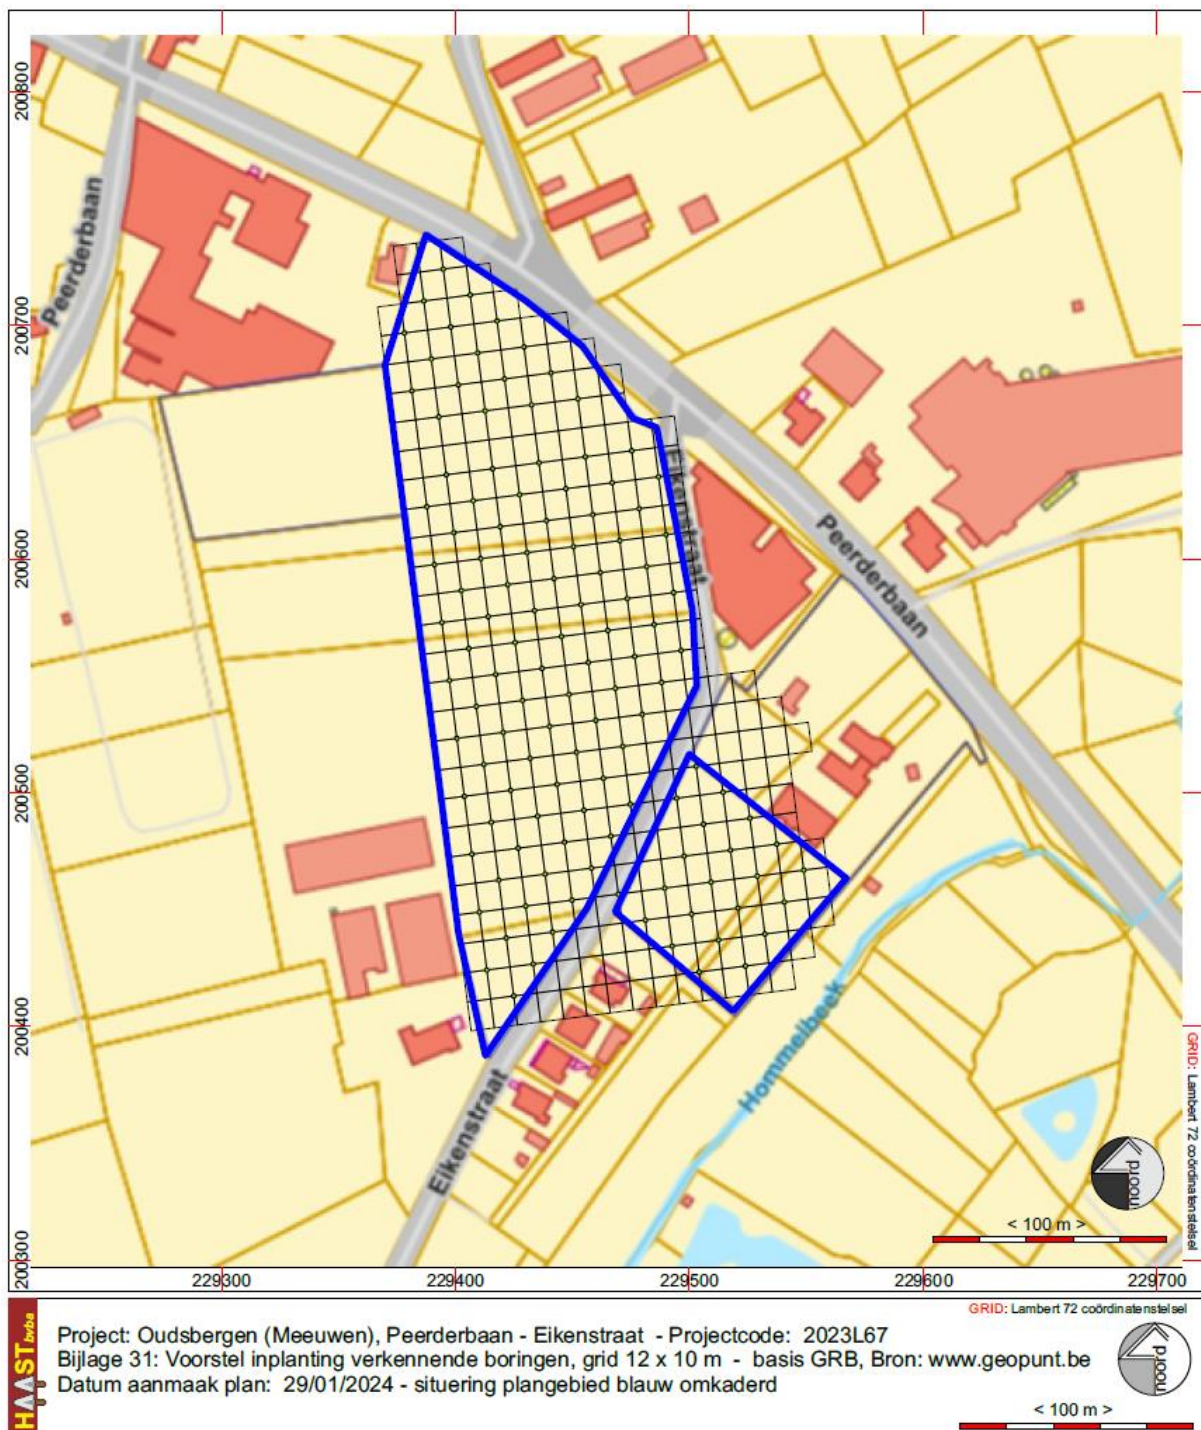 200800
Peerderbaan
200700
Eikenstraat
200600
Peerderbaan
200500
200400
Hommelbeek
Eikenstraat
GRID: Lambert 72 coördinatenstelsel
noord
< 100 m >
200300
229300 229400 229500 229600 229700
GRID: Lambert 72 coördinatenstelsel
HAAST bvba
Project: Oudsbergen (Meeuwen), Peerderbaan - Eikenstraat - Projectcode: 2023L67
Bijlage 31: Voorstel inplanting verkennende boringen, grid 12 x 10 m - basis GRB, Bron: www.geopunt.be
Datum aanmaak plan: 29/01/2024 - situering plangebied blauw omkaderd
noord
< 100 m >